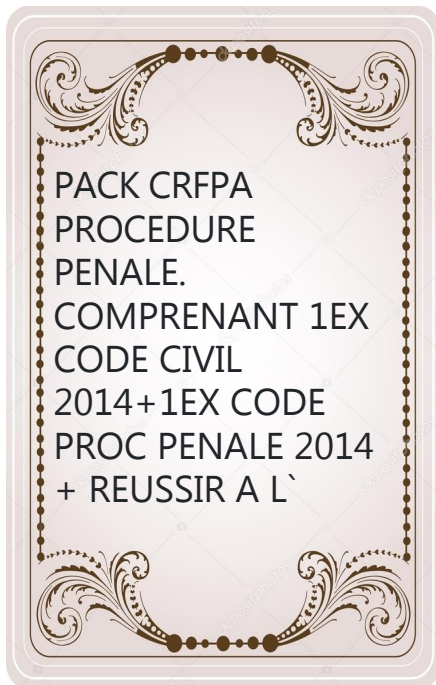 PACK CRFPA
PROCEDURE
PENALE.
COMPRENANT 1EX
CODE CIVIL
2014+1EX CODE
PROC PENALE 2014
+ REUSSIR A L`